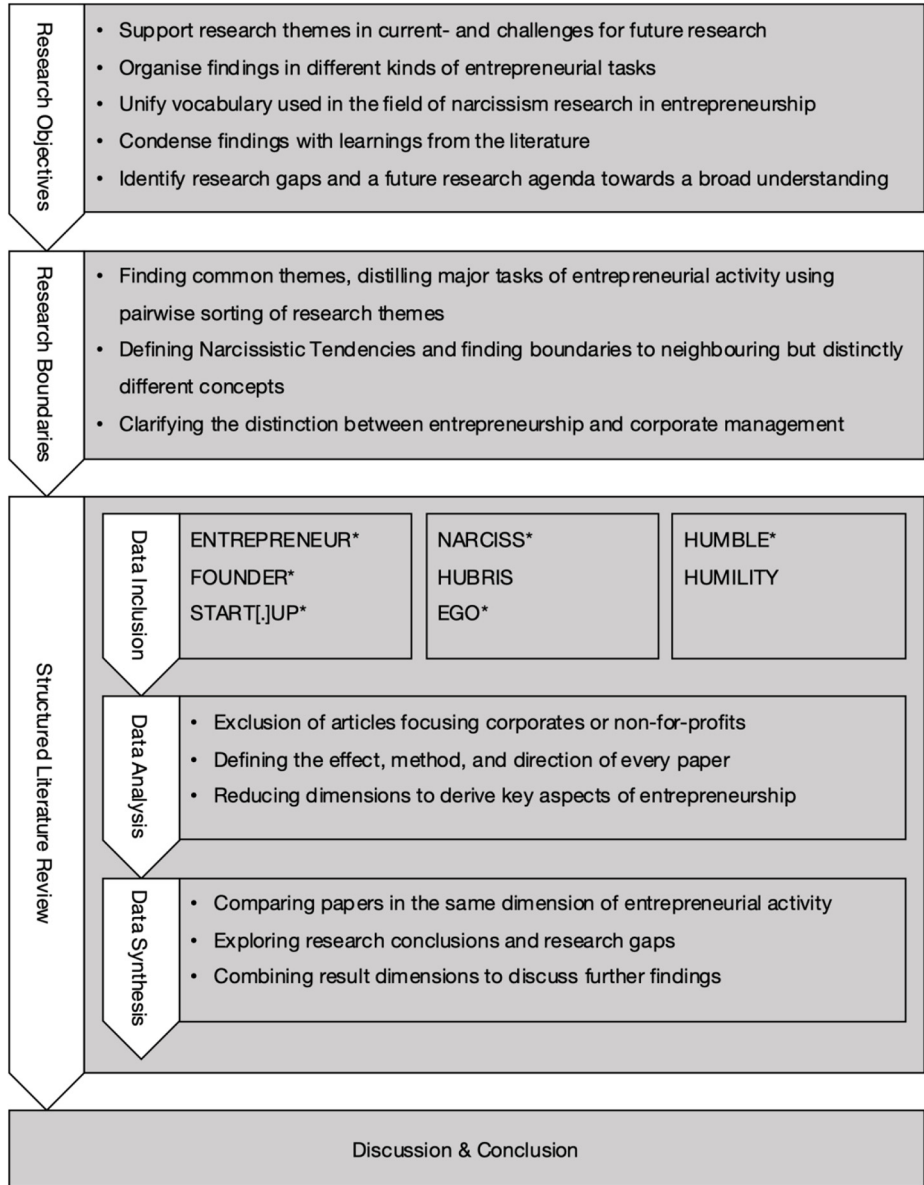 Research Objectives
• Support research themes in current- and challenges for future research
• Organise findings in different kinds of entrepreneurial tasks
• Unify vocabulary used in the field of narcissism research in entrepreneurship
• Condense findings with learnings from the literature
• Identify research gaps and a future research agenda towards a broad understanding
Research Boundaries
• Finding common themes, distilling major tasks of entrepreneurial activity using
pairwise sorting of research themes
• Defining Narcissistic Tendencies and finding boundaries to neighbouring but distinctly
different concepts
• Clarifying the distinction between entrepreneurship and corporate management
Structured Literature Review
Data Inclusion
ENTREPRENEUR*
FOUNDER*
START[.]UP*
NARCISS*
HUBRIS
EGO*
HUMBLE*
HUMILITY
Data Analysis
• Exclusion of articles focusing corporates or non-for-profits
• Defining the effect, method, and direction of every paper
• Reducing dimensions to derive key aspects of entrepreneurship
Data Synthesis
• Comparing papers in the same dimension of entrepreneurial activity
• Exploring research conclusions and research gaps
• Combining result dimensions to discuss further findings
Discussion & Conclusion